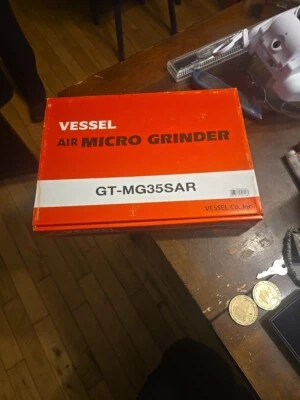 VESSEL
AIR MICRO GRINDER
GT-MG35SAR
VESSEL Co., Inc.